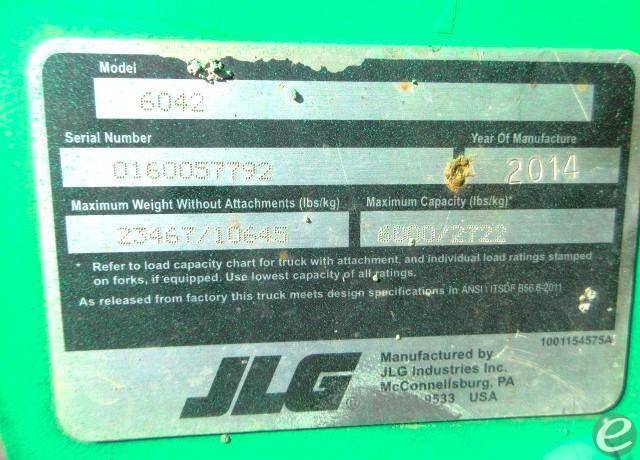 Model
6042
Serial Number Year Of Manufacture
0160057792 2014
Maximum Weight Without Attachments (lbs/kg) Maximum Capacity (lbs/kg)*
23467/10645 6000/2722
* Refer to load capacity chart for truck with attachment, and individual load ratings stamped
on forks, if equipped. Use lowest capacity of all ratings.
As released from factory this truck meets design specifications in ANSI / ITSDF B56.6-2011
1001154575A
JLG ®
Manufactured by
JLG Industries Inc.
McConnellsburg, PA
9533 USA
e